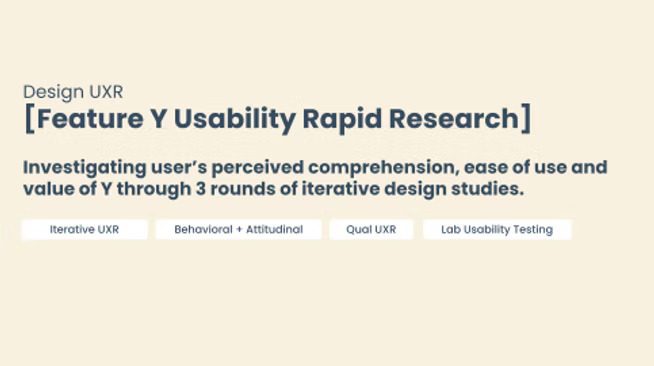 Design UXR
[Feature Y Usability Rapid Research]
Investigating user’s perceived comprehension, ease of use and
value of Y through 3 rounds of iterative design studies.
Iterative UXR
Behavioral + Attitudinal
Qual UXR
Lab Usability Testing